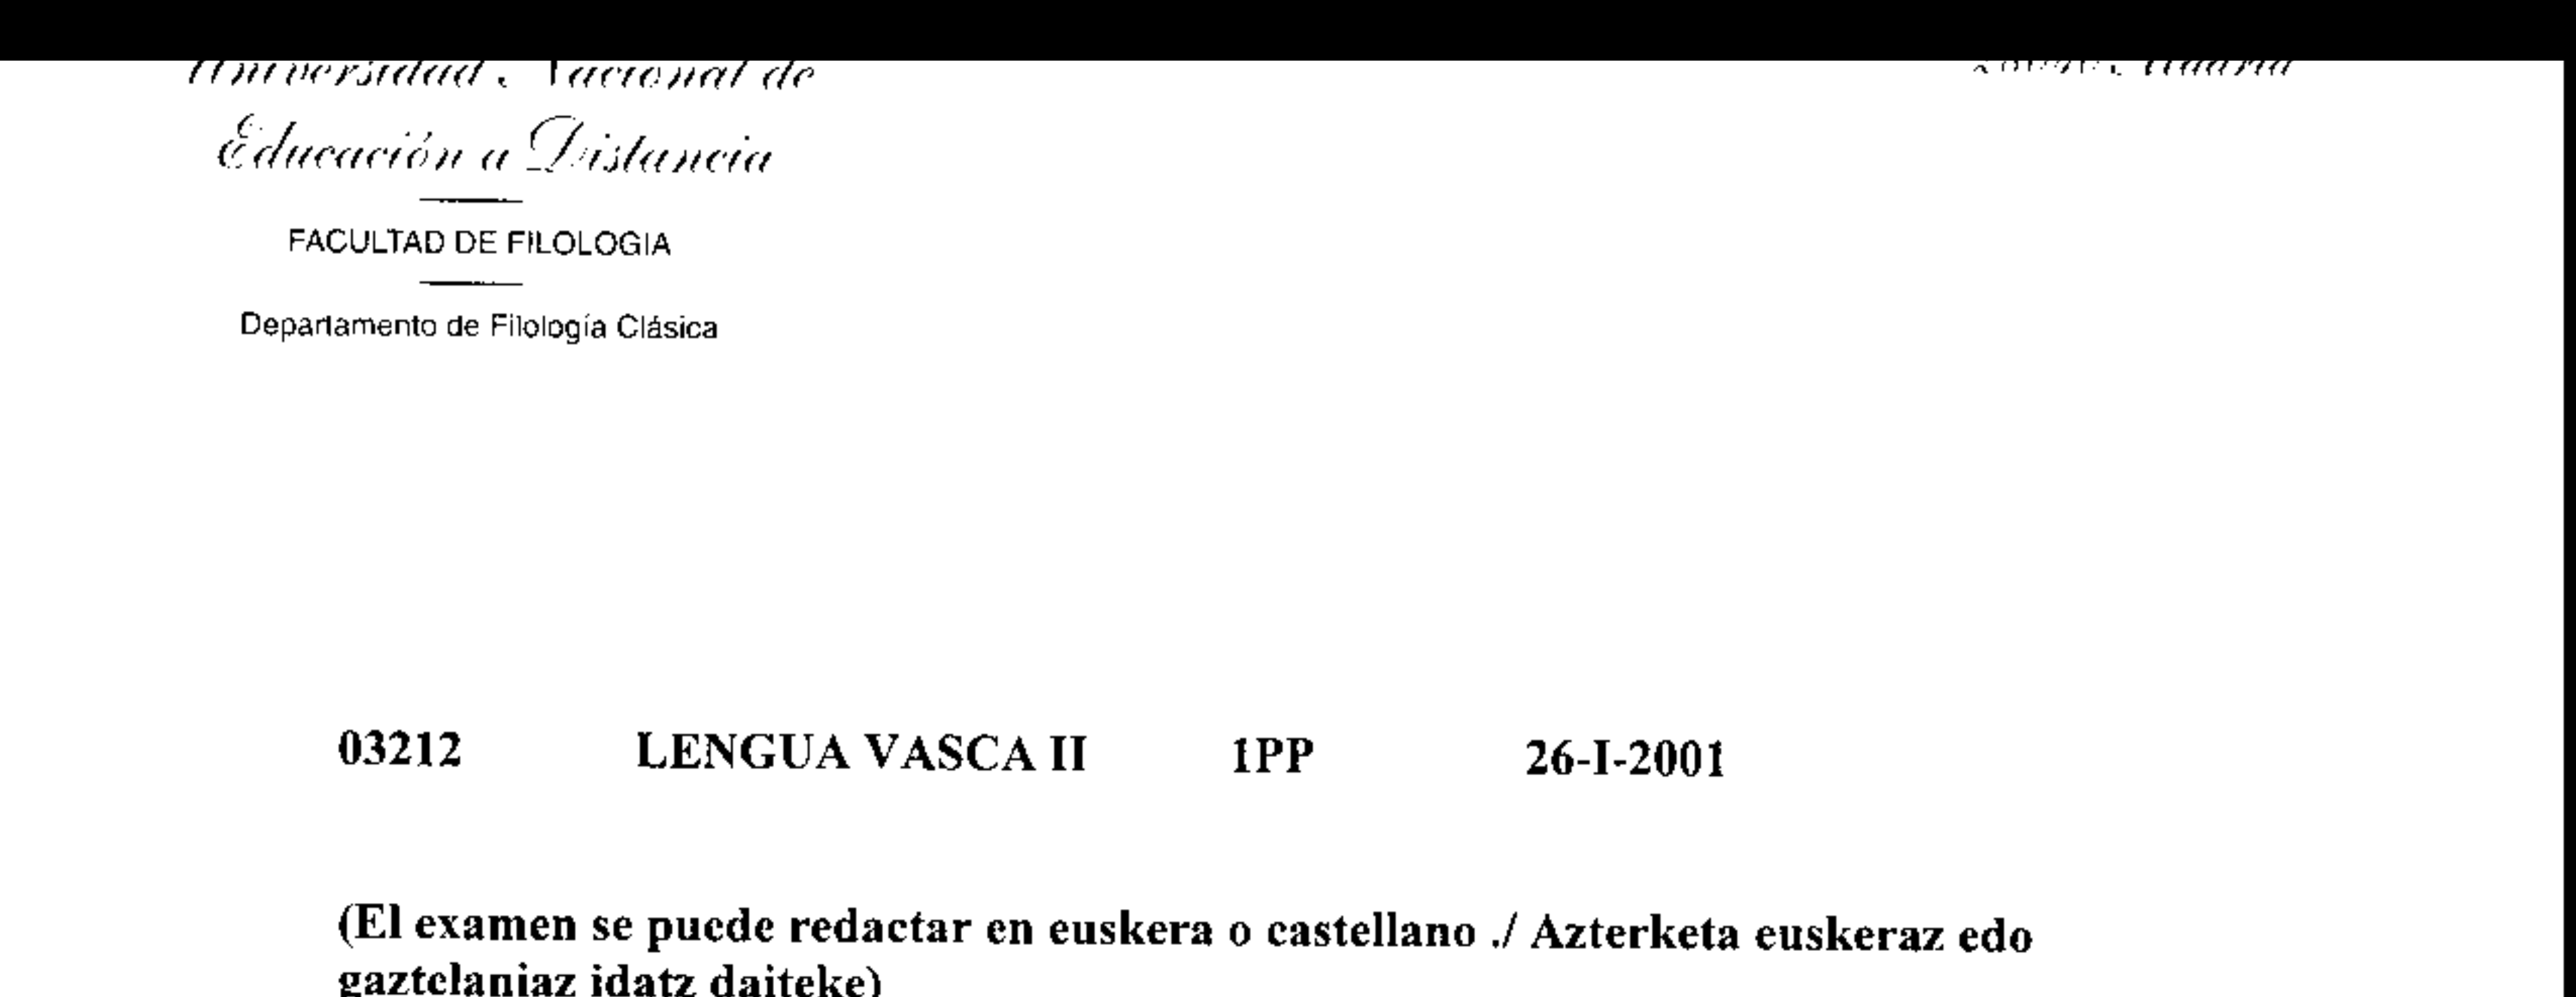 Universidad Nacional de
Educación a Distancia
FACULTAD DE FILOLOGIA
Departamento de Filología Clásica
03212 LENGUA VASCA II 1PP 26-I-2001
(El examen se puede redactar en euskera o castellano ./ Azterketa euskeraz edo
gaztelaniaz idatz daiteke)